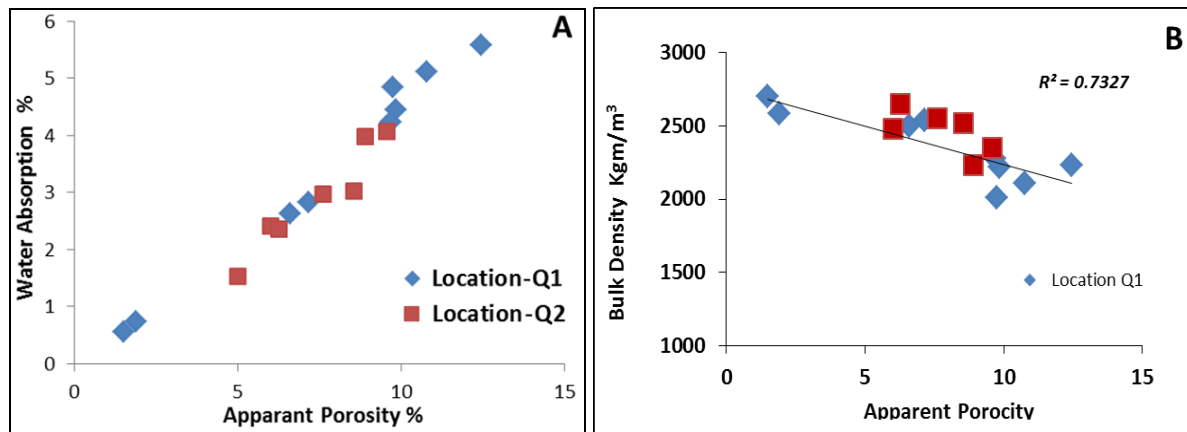 A
Water Absorption %
6
5
4
3
2
1
0
0 5 10 15
Apparant Porosity %
Location-Q1
Location-Q2
B
Bulk Density Kgm/m³
3000
2500
2000
1500
1000
0 5 10 15
Apparent Porocity
R² = 0.7327
Location Q1